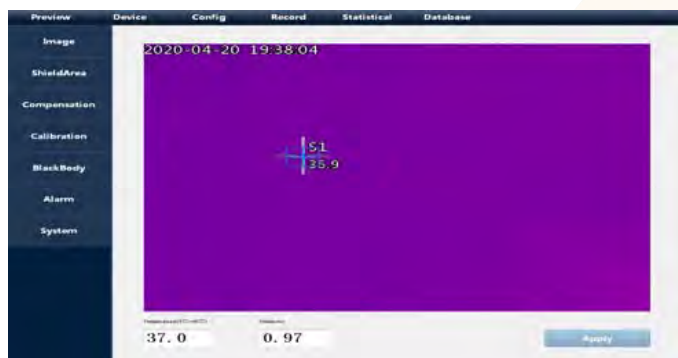 Preview Device Config Record Statistical Database
Image
ShieldArea
Compensation
Calibration
BlackBody
Alarm
System
2020-04-20 19:38:04
S1
35.9
37.0 0.97
Apply